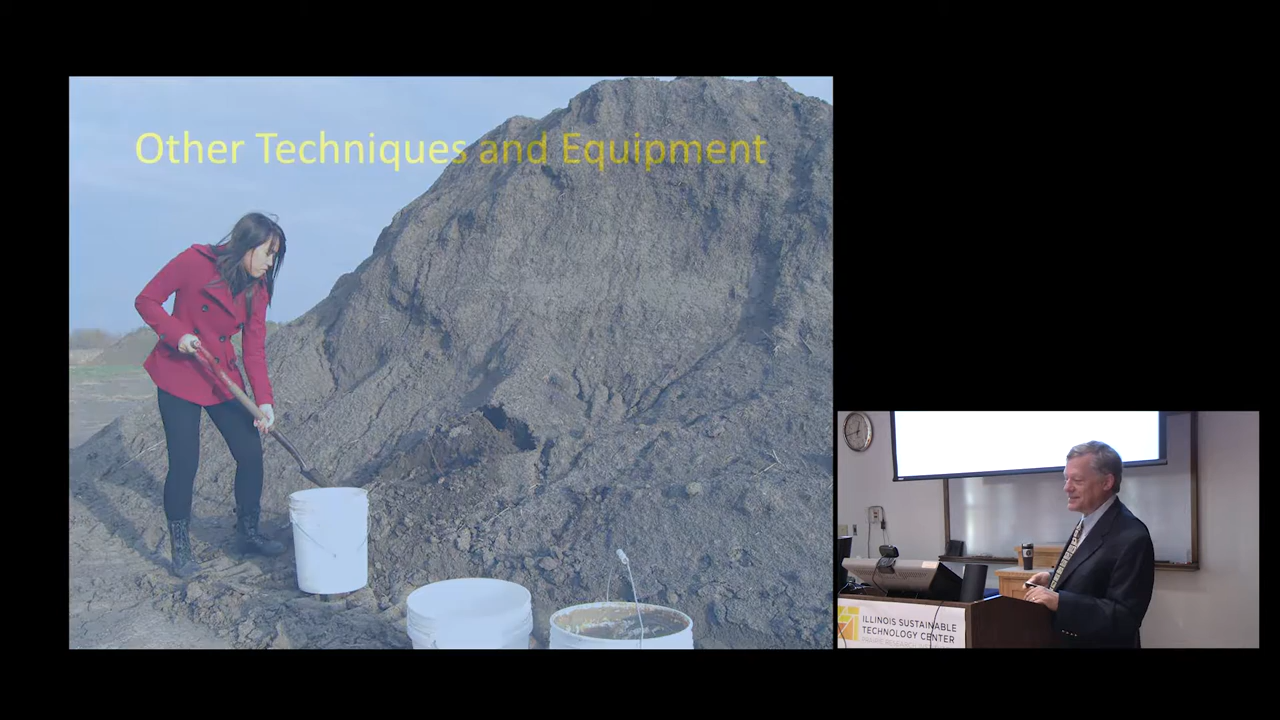 Other Techniques and Equipment
ILLINOIS SUSTAINABLE
TECHNOLOGY CENTER